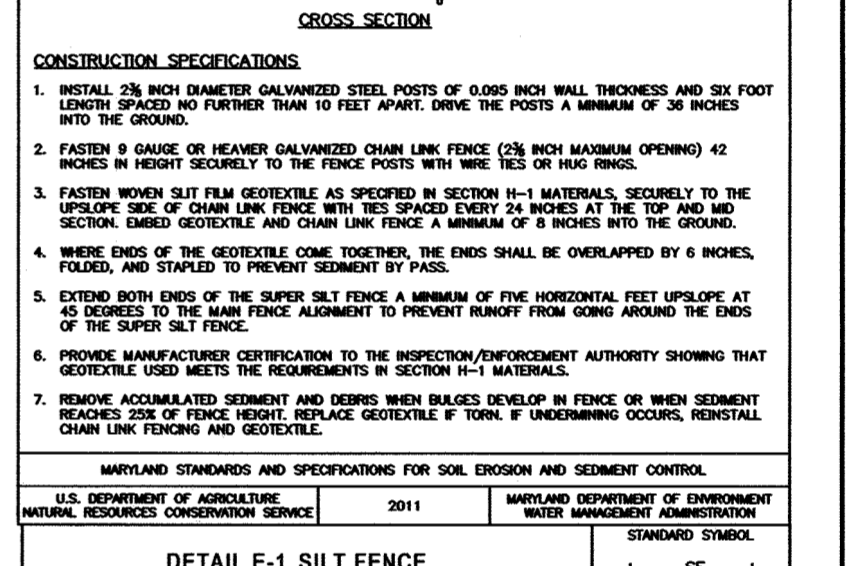 CROSS SECTION
CONSTRUCTION SPECIFICATIONS
1. INSTALL 2⅜ INCH DIAMETER GALVANIZED STEEL POSTS OF 0.095 INCH WALL THICKNESS AND SIX FOOT
LENGTH SPACED NO FURTHER THAN 10 FEET APART. DRIVE THE POSTS A MINIMUM OF 36 INCHES
INTO THE GROUND.
2. FASTEN 9 GAUGE OR HEAVIER GALVANIZED CHAIN LINK FENCE (2⅜ INCH MAXIMUM OPENING) 42
INCHES IN HEIGHT SECURELY TO THE FENCE POSTS WITH WIRE TIES OR HUG RINGS.
3. FASTEN WOVEN SLIT FILM GEOTEXTILE AS SPECIFIED IN SECTION H-1 MATERIALS, SECURELY TO THE
UPSLOPE SIDE OF CHAIN LINK FENCE WITH TIES SPACED EVERY 24 INCHES AT THE TOP AND MID
SECTION. EMBED GEOTEXTILE AND CHAIN LINK FENCE A MINIMUM OF 8 INCHES INTO THE GROUND.
4. WHERE ENDS OF THE GEOTEXTILE COME TOGETHER, THE ENDS SHALL BE OVERLAPPED BY 6 INCHES,
FOLDED, AND STAPLED TO PREVENT SEDIMENT BY PASS.
5. EXTEND BOTH ENDS OF THE SUPER SILT FENCE A MINIMUM OF FIVE HORIZONTAL FEET UPSLOPE AT
45 DEGREES TO THE MAIN FENCE ALIGNMENT TO PREVENT RUNOFF FROM GOING AROUND THE ENDS
OF THE SUPER SILT FENCE.
6. PROVIDE MANUFACTURER CERTIFICATION TO THE INSPECTION/ENFORCEMENT AUTHORITY SHOWING THAT
GEOTEXTILE USED MEETS THE REQUIREMENTS IN SECTION H-1 MATERIALS.
7. REMOVE ACCUMULATED SEDIMENT AND DEBRIS WHEN BULGES DEVELOP IN FENCE OR WHEN SEDIMENT
REACHES 25% OF FENCE HEIGHT. REPLACE GEOTEXTILE IF TORN. IF UNDERMINING OCCURS, REINSTALL
CHAIN LINK FENCING AND GEOTEXTILE.
MARYLAND STANDARDS AND SPECIFICATIONS FOR SOIL EROSION AND SEDIMENT CONTROL
U.S. DEPARTMENT OF AGRICULTURE
NATURAL RESOURCES CONSERVATION SERVICE
2011
MARYLAND DEPARTMENT OF ENVIRONMENT
WATER MANAGEMENT ADMINISTRATION
DETAIL E-1 SILT FENCE
STANDARD SYMBOL
SF